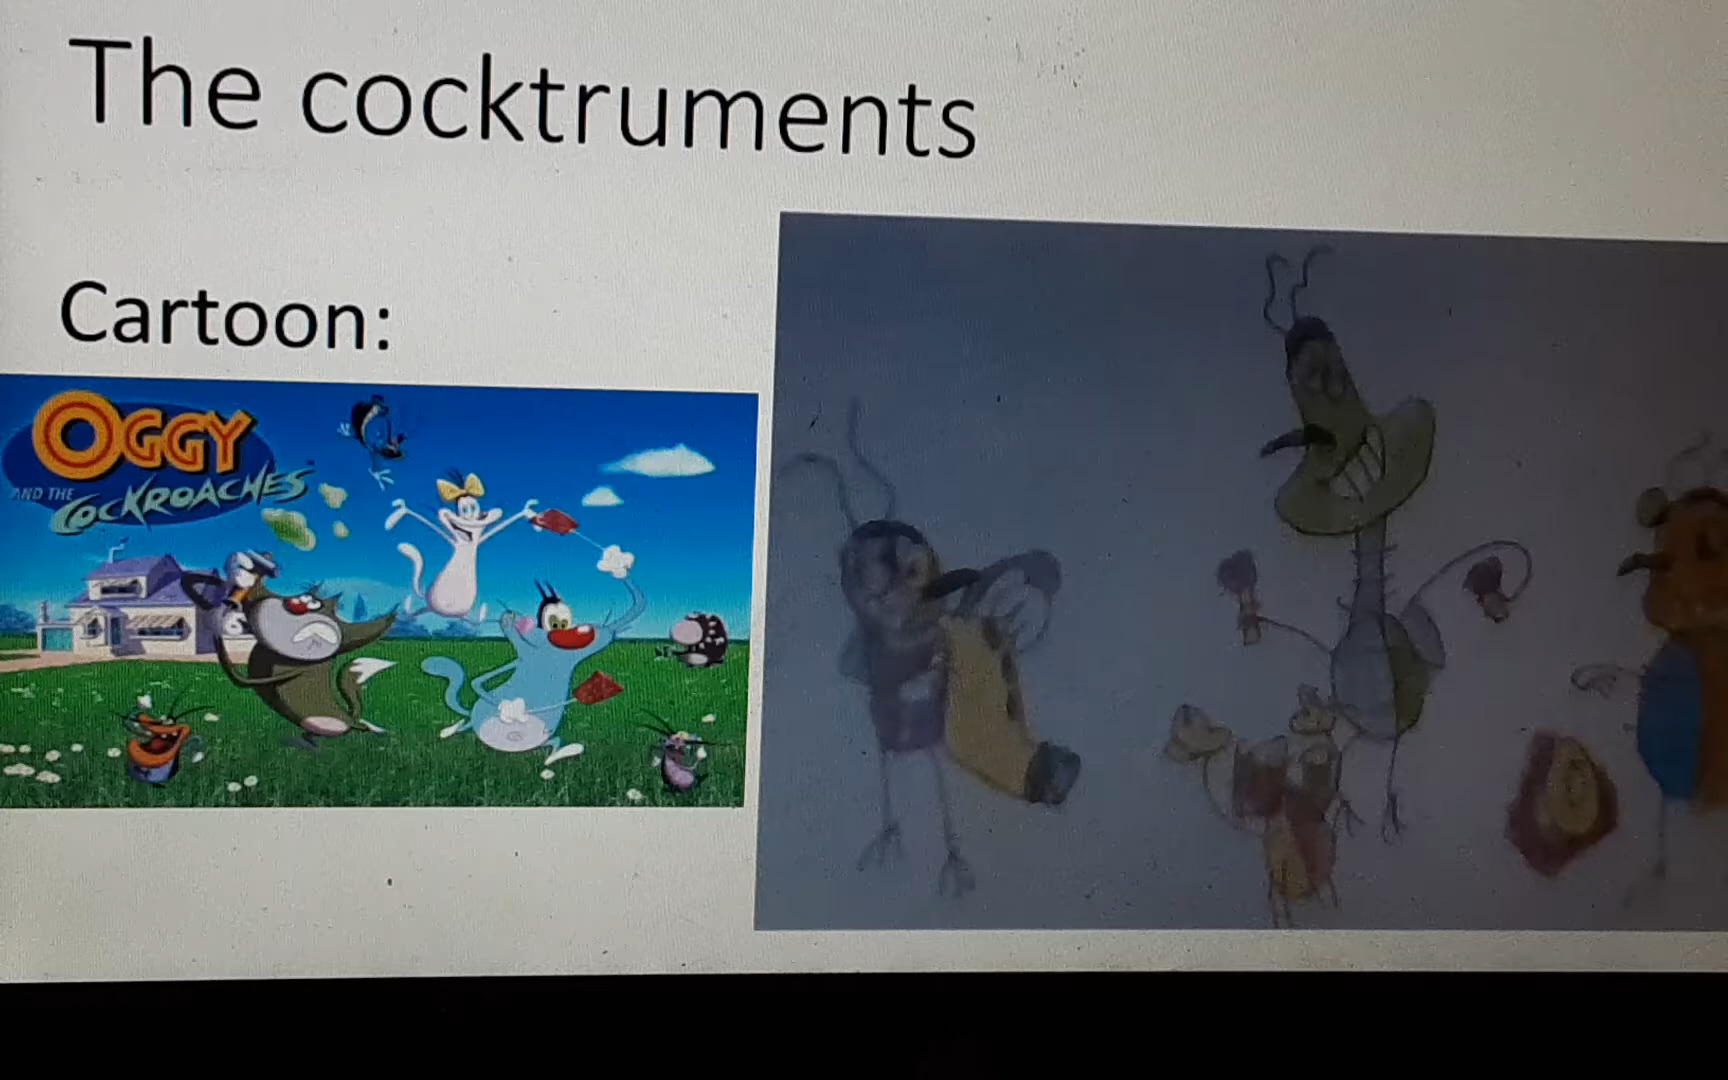 The cocktruments
Cartoon:
OGGY
AND THE
COCKROACHES